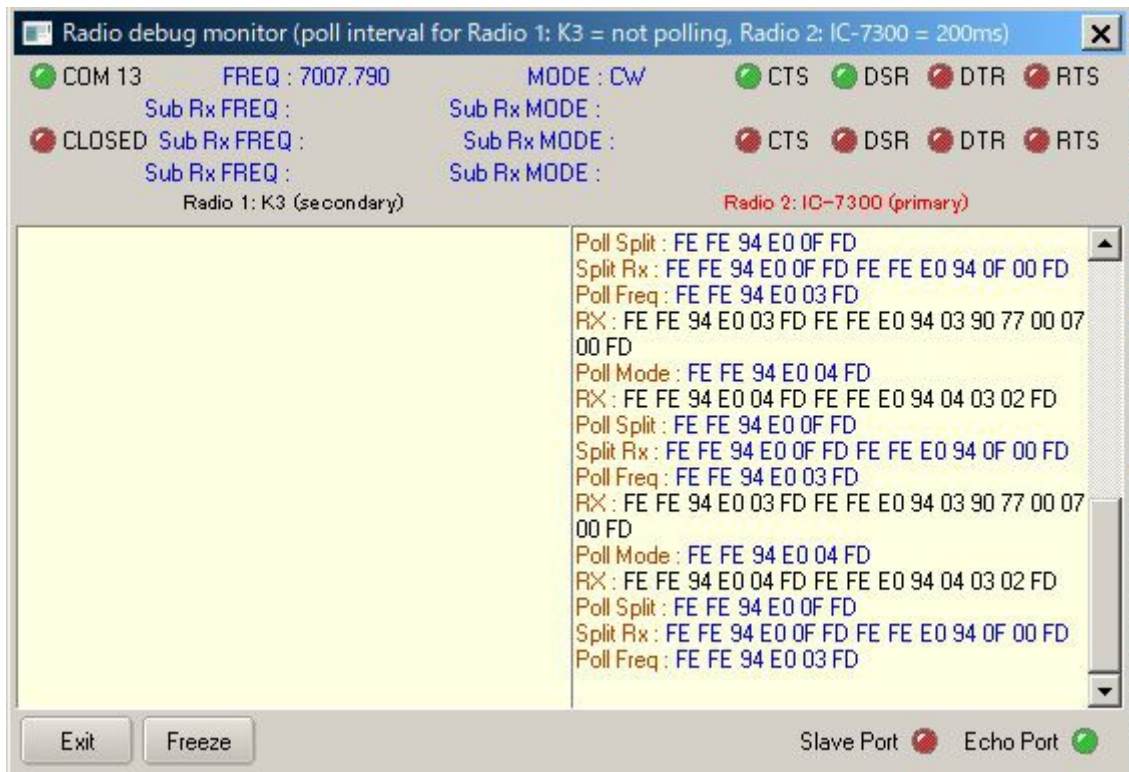 Radio debug monitor (poll interval for Radio 1: K3 = not polling, Radio 2: IC-7300 = 200ms)
COM 13 FREQ : 7007.790 MODE : CW CTS DSR DTR RTS
Sub Rx FREQ : Sub Rx MODE :
CLOSED Sub Rx FREQ : Sub Rx MODE : CTS DSR DTR RTS
Sub Rx FREQ : Sub Rx MODE :
Radio 1: K3 (secondary) Radio 2: IC-7300 (primary)
Poll Split : FE FE 94 E0 0F FD
Split Rx : FE FE 94 E0 0F FD FE FE E0 94 0F 00 FD
Poll Freq : FE FE 94 E0 03 FD
RX : FE FE 94 E0 03 FD FE FE E0 94 03 90 77 00 07
00 FD
Poll Mode : FE FE 94 E0 04 FD
RX : FE FE 94 E0 04 FD FE FE E0 94 04 03 02 FD
Poll Split : FE FE 94 E0 0F FD
Split Rx : FE FE 94 E0 0F FD FE FE E0 94 0F 00 FD
Poll Freq : FE FE 94 E0 03 FD
RX : FE FE 94 E0 03 FD FE FE E0 94 03 90 77 00 07
00 FD
Poll Mode : FE FE 94 E0 04 FD
RX : FE FE 94 E0 04 FD FE FE E0 94 04 03 02 FD
Poll Split : FE FE 94 E0 0F FD
Split Rx : FE FE 94 E0 0F FD FE FE E0 94 0F 00 FD
Poll Freq : FE FE 94 E0 03 FD
Exit Freeze Slave Port Echo Port